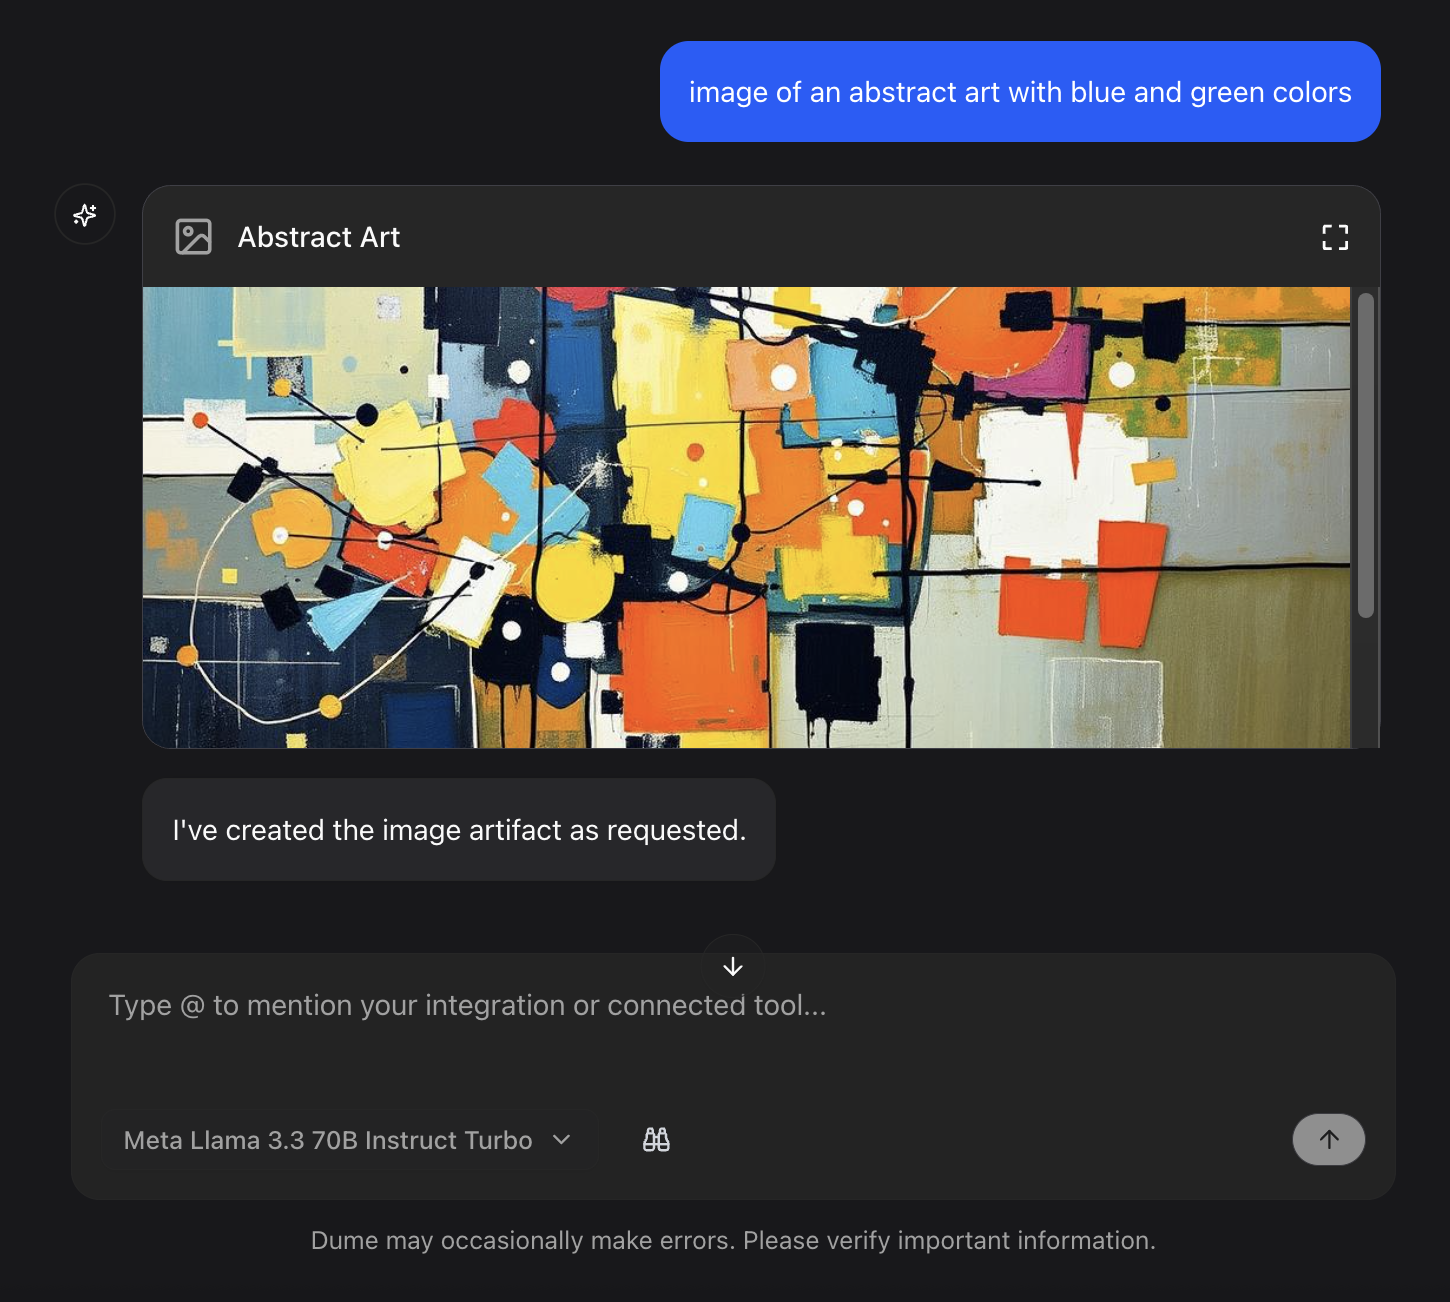 image of an abstract art with blue and green colors
Abstract Art
I've created the image artifact as requested.
Type @ to mention your integration or connected tool...
Meta Llama 3.3 70B Instruct Turbo
Dume may occasionally make errors. Please verify important information.